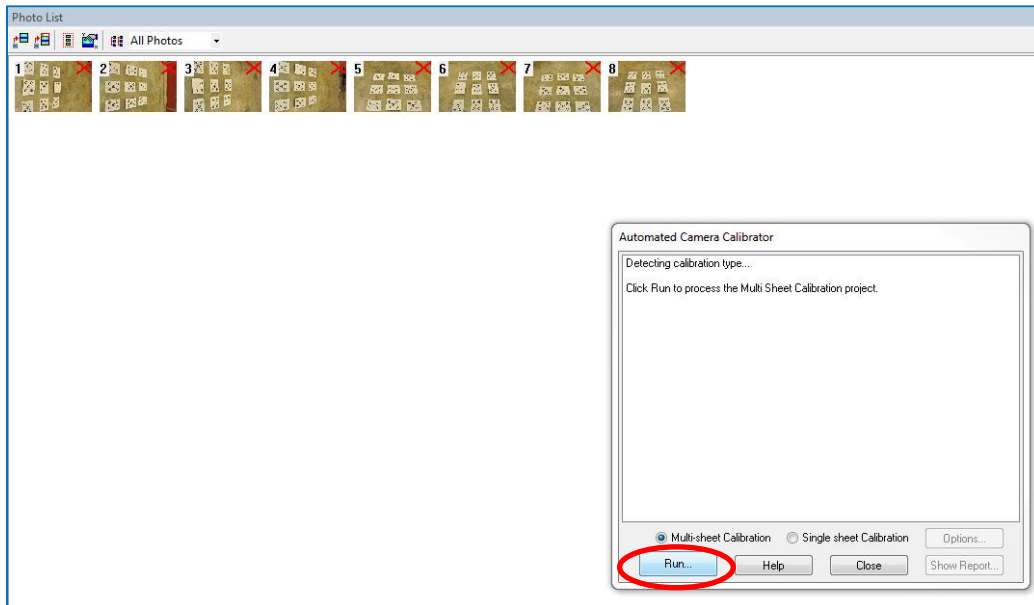 Photo List
All Photos
1 2 3 4 5 6 7 8
Automated Camera Calibrator
Detecting calibration type...
Click Run to process the Multi Sheet Calibration project.
Multi-sheet Calibration Single sheet Calibration Options...
Run... Help Close Show Report...